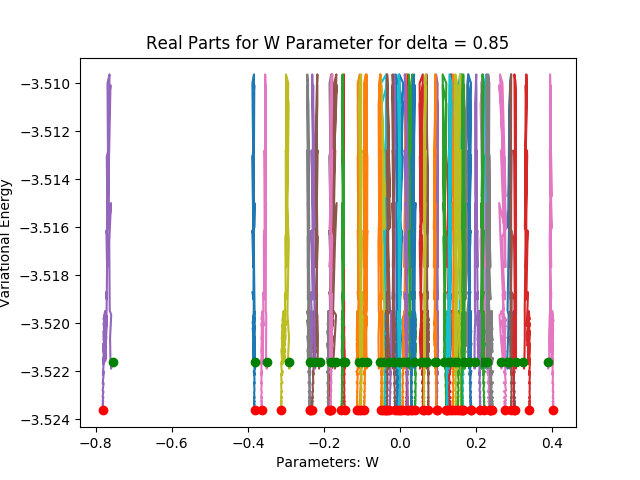 Real Parts for W Parameter for delta = 0.85
−3.510
−3.512
−3.514
−3.516
−3.518
−3.520
−3.522
−3.524
Variational Energy
−0.8 −0.6 −0.4 −0.2 0.0 0.2 0.4
Parameters: W